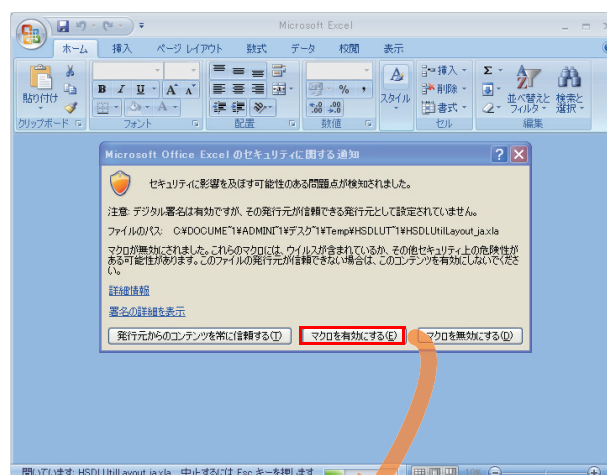 Microsoft Excel
ホーム 挿入 ページ レイアウト 数式 データ 校閲 表示
貼り付け
B I U A A
%
スタイル
挿入
削除
書式
Σ
並べ替えと
フィルタ
検索と
選択
クリップボード フォント 配置 数値 セル 編集
Microsoft Office Excel のセキュリティに関する通知
セキュリティに影響を及ぼす可能性のある問題点が検知されました。
注意: デジタル署名は有効ですが、その発行元が信頼できる発行元として設定されていません。
ファイルのパス: C:¥DOCUME~1¥ADMINI~1¥デスク~1¥Temp¥HSDLUT~1¥HSDLUtilLayout_ja.xla
マクロが無効にされました。これらのマクロには、ウイルスが含まれているか、その他セキュリティ上の危険性が
ある可能性があります。このファイルの発行元が信頼できない場合は、このコンテンツを有効にしないでくださ
い。
詳細情報
署名の詳細を表示
発行元からのコンテンツを常に信頼する(T) マクロを有効にする(E) マクロを無効にする(D)
開いています: HSDLUtilLayout_ja.xla 中止するには Esc キーを押します